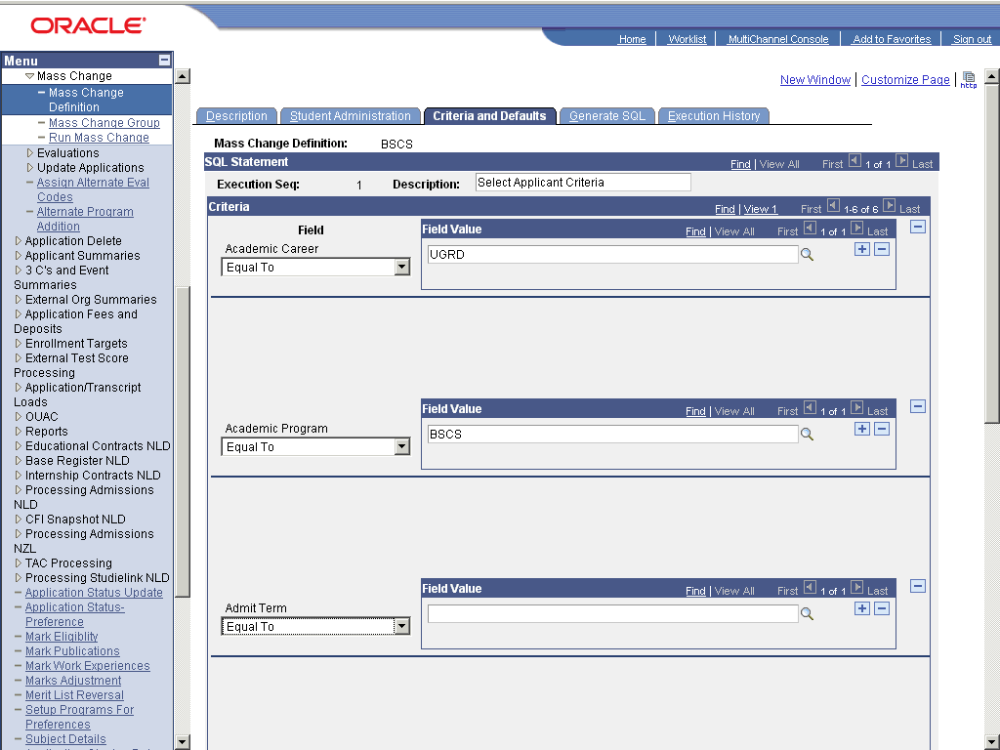 ORACLE®
Home
Worklist
MultiChannel Console
Add to Favorites
Sign out
Menu
Mass Change
Mass Change
Definition
Mass Change Group
Run Mass Change
Evaluations
Update Applications
Assign Alternate Eval
Codes
Alternate Program
Addition
Application Delete
Applicant Summaries
3 C's and Event
Summaries
External Org Summaries
Application Fees and
Deposits
Enrollment Targets
External Test Score
Processing
Application/Transcript
Loads
OUAC
Reports
Educational Contracts NLD
Base Register NLD
Internship Contracts NLD
Processing Admissions
NLD
CFI Snapshot NLD
Processing Admissions
NZL
TAC Processing
Processing Studielink NLD
Application Status Update
Application Status-
Preference
Mark Eligiblity
Mark Publications
Mark Work Experiences
Marks Adjustment
Merit List Reversal
Setup Programs For
Preferences
Subject Details
New Window | Customize Page | http
Description
Student Administration
Criteria and Defaults
Generate SQL
Execution History
Mass Change Definition: BSCS
SQL Statement Find | View All First 1 of 1 Last
Execution Seq: 1 Description: Select Applicant Criteria
Criteria Find | View 1 First 1-6 of 6 Last
Field
Field Value Find | View All First 1 of 1 Last
Academic Career
Equal To
UGRD
Field Value Find | View All First 1 of 1 Last
Academic Program
Equal To
BSCS
Field Value Find | View All First 1 of 1 Last
Admit Term
Equal To